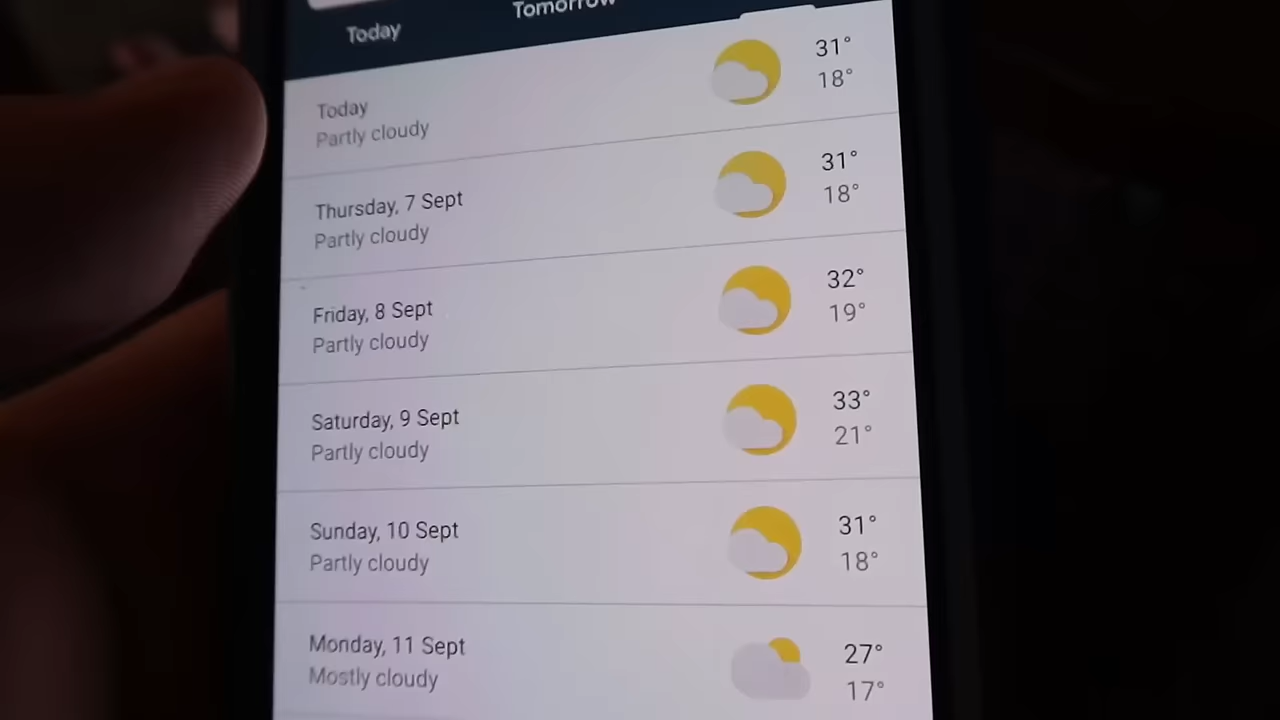 Today Tomorrow
Today 31°
Partly cloudy 18°
Thursday, 7 Sept 31°
Partly cloudy 18°
Friday, 8 Sept 32°
Partly cloudy 19°
Saturday, 9 Sept 33°
Partly cloudy 21°
Sunday, 10 Sept 31°
Partly cloudy 18°
Monday, 11 Sept 27°
Mostly cloudy 17°